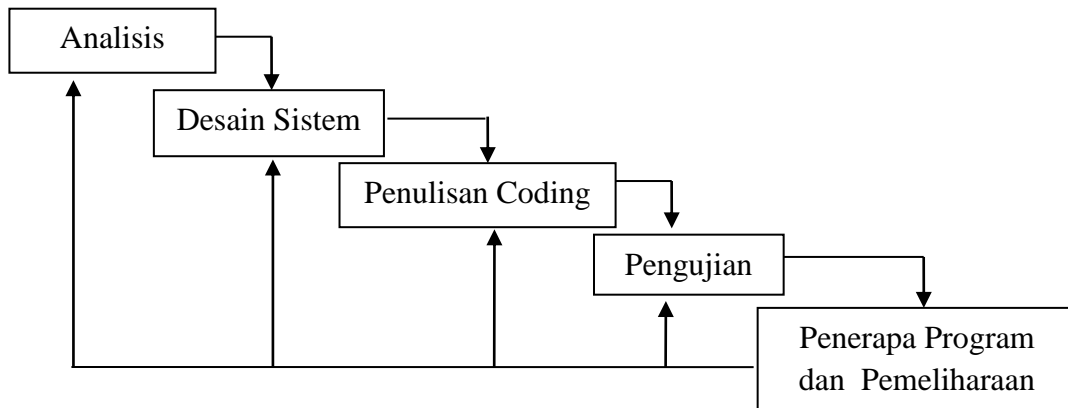 Analisis
Desain Sistem
Penulisan Coding
Pengujian
Penerapa Program
dan  Pemeliharaan